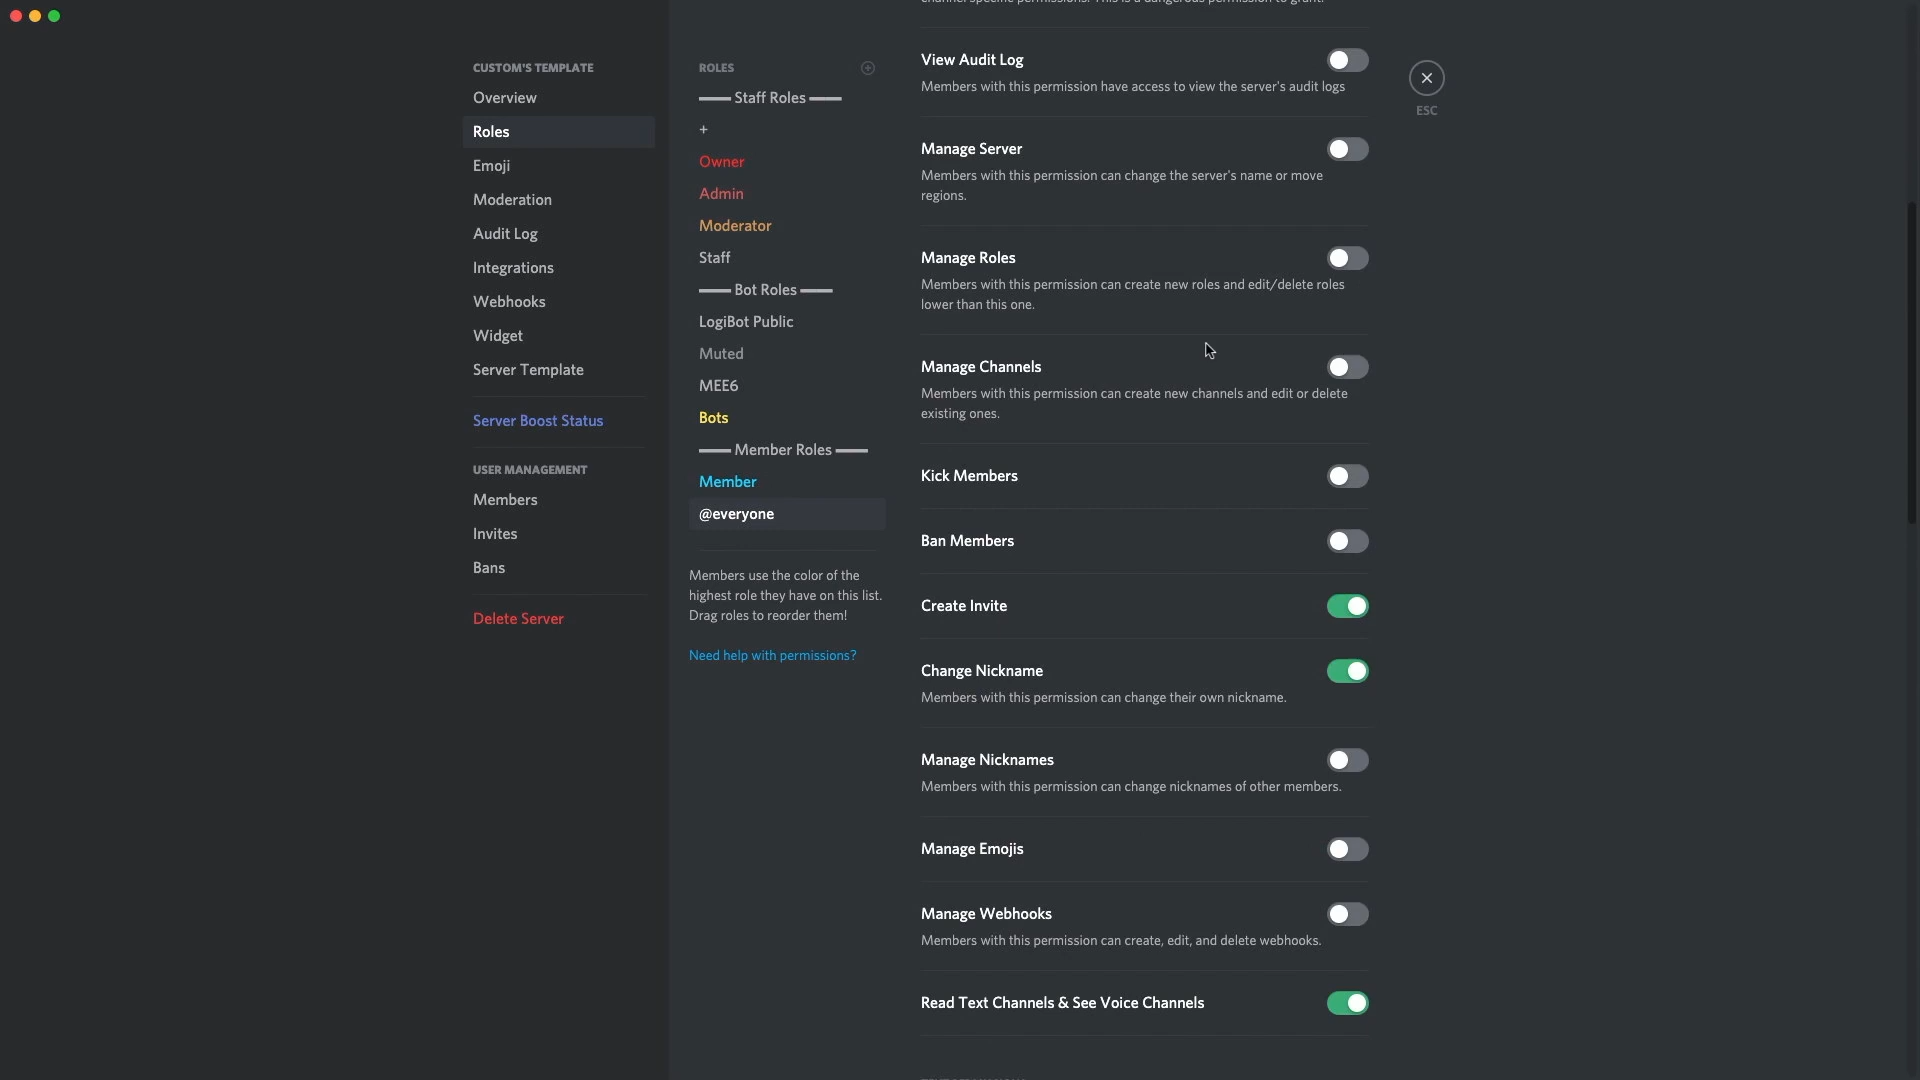 channel specific permissions. This is a dangerous permission to grant.
CUSTOM'S TEMPLATE
Overview
Roles
Emoji
Moderation
Audit Log
Integrations
Webhooks
Widget
Server Template
Server Boost Status
USER MANAGEMENT
Members
Invites
Bans
Delete Server
ROLES
Staff Roles
+
Owner
Admin
Moderator
Staff
Bot Roles
LogiBot Public
Muted
MEE6
Bots
Member Roles
Member
@everyone
Members use the color of the
highest role they have on this list.
Drag roles to reorder them!
Need help with permissions?
View Audit Log
Members with this permission have access to view the server's audit logs
Manage Server
Members with this permission can change the server's name or move
regions.
Manage Roles
Members with this permission can create new roles and edit/delete roles
lower than this one.
Manage Channels
Members with this permission can create new channels and edit or delete
existing ones.
Kick Members
Ban Members
Create Invite
Change Nickname
Members with this permission can change their own nickname.
Manage Nicknames
Members with this permission can change nicknames of other members.
Manage Emojis
Manage Webhooks
Members with this permission can create, edit, and delete webhooks.
Read Text Channels & See Voice Channels
ESC